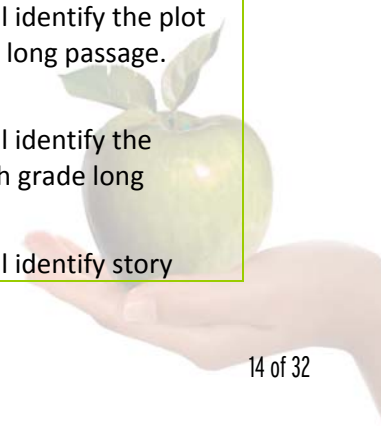 l identify the plot
long passage.
l identify the
h grade long
l identify story
14 of 32